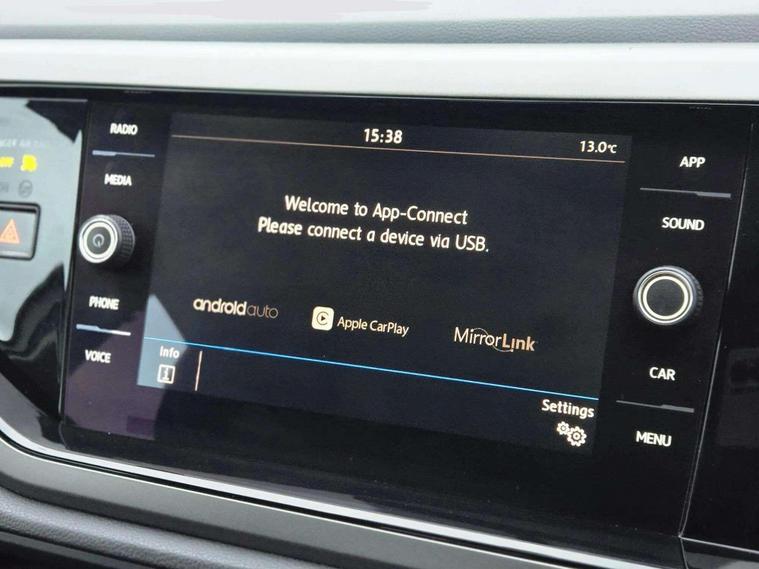 RADIO
MEDIA
PHONE
VOICE
15:38
13.0°C
Welcome to App-Connect
Please connect a device via USB.
androidauto
Apple CarPlay
MirrorLink
Info
i
Settings
APP
SOUND
CAR
MENU